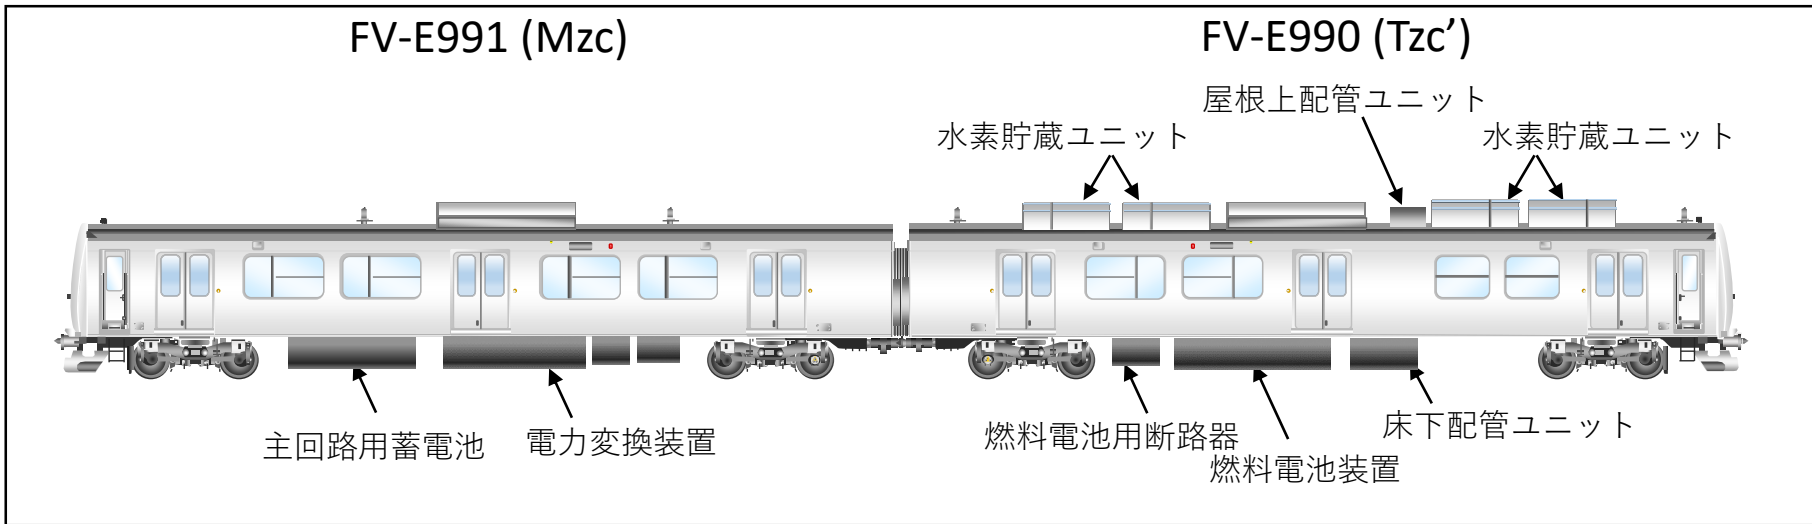 FV-E991 (Mzc)
FV-E990 (Tzc’)
屋根上配管ユニット
水素貯蔵ユニット
水素貯蔵ユニット
主回路用蓄電池
電力変換装置
燃料電池用断路器
燃料電池装置
床下配管ユニット